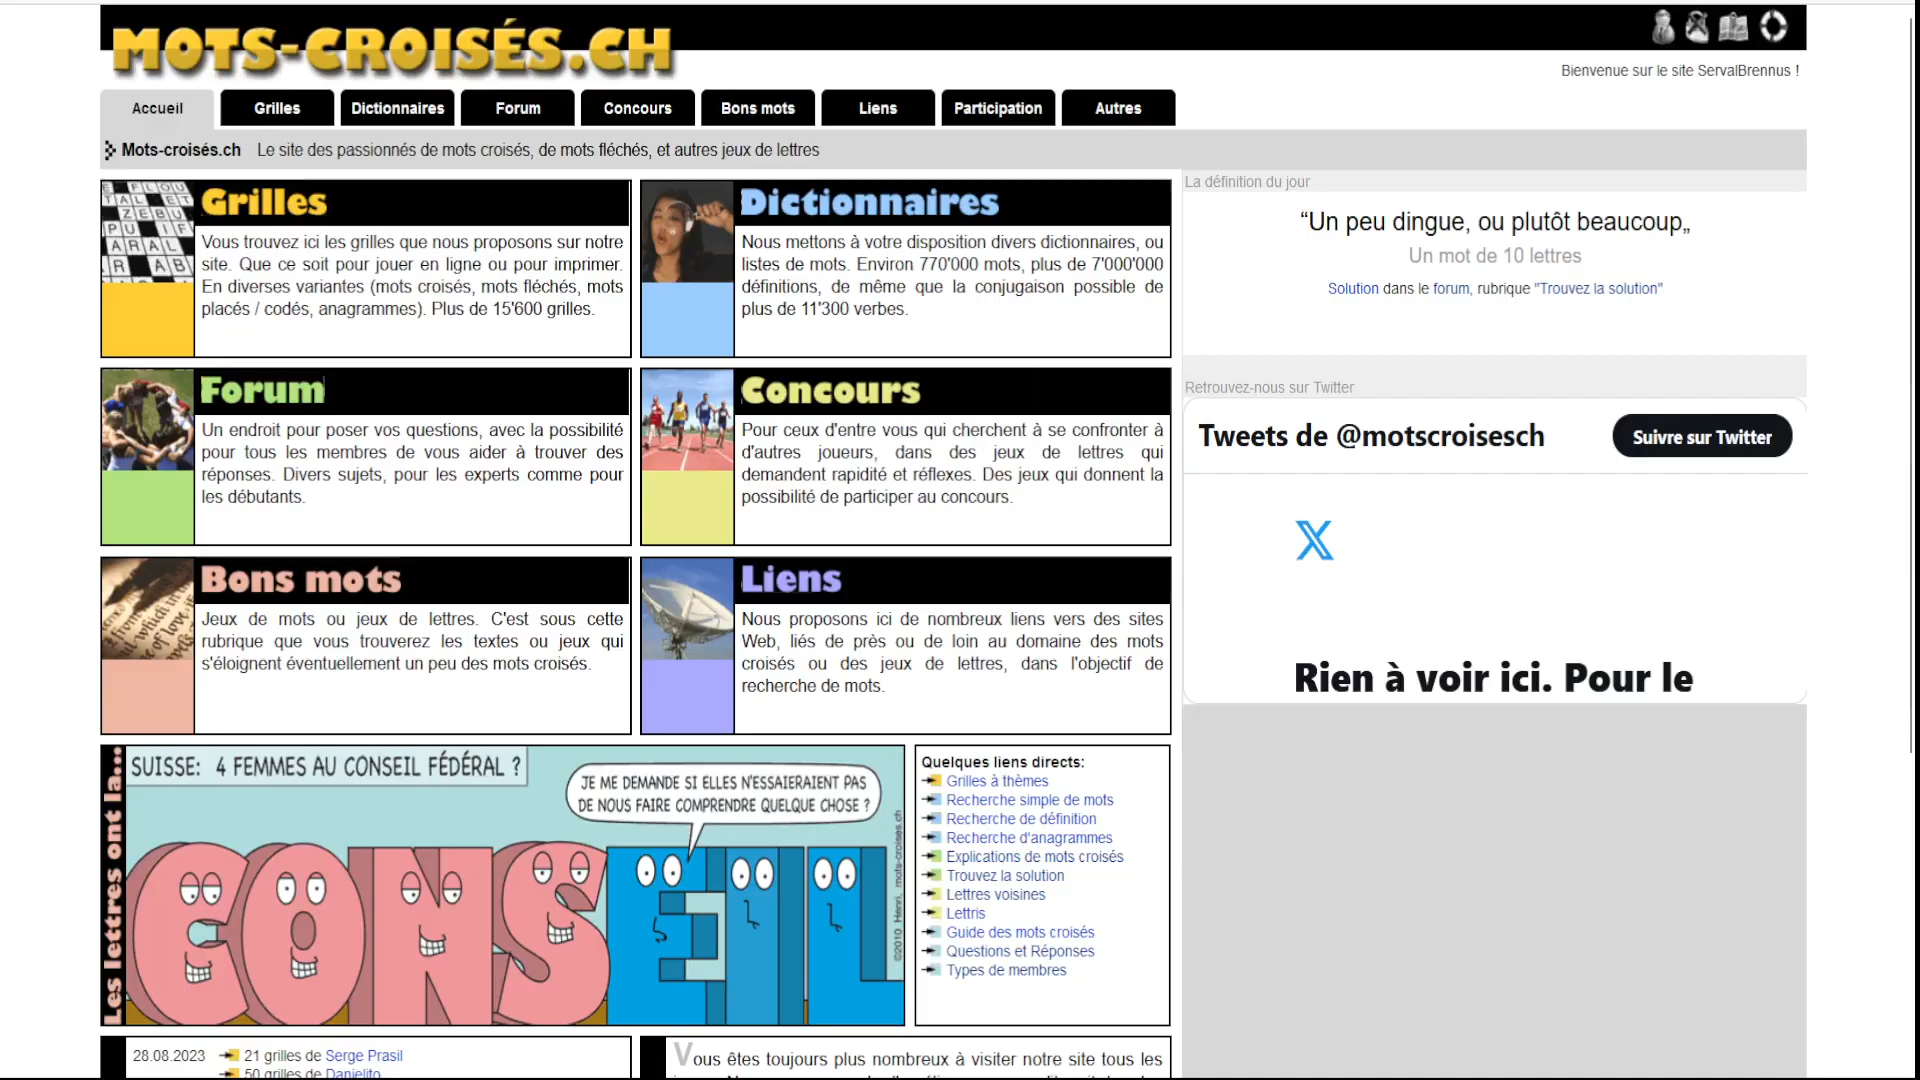 MOTS-CROISÉS.CH
Bienvenue sur le site ServalBrennus !
Accueil
Grilles
Dictionnaires
Forum
Concours
Bons mots
Liens
Participation
Autres
Mots-croisés.ch Le site des passionnés de mots croisés, de mots fléchés, et autres jeux de lettres
Grilles
Vous trouvez ici les grilles que nous proposons sur notre
site. Que ce soit pour jouer en ligne ou pour imprimer.
En diverses variantes (mots croisés, mots fléchés, mots
placés / codés, anagrammes). Plus de 15'600 grilles.
Dictionnaires
Nous mettons à votre disposition divers dictionnaires, ou
listes de mots. Environ 770'000 mots, plus de 7'000'000
définitions, de même que la conjugaison possible de
plus de 11'300 verbes.
Forum
Un endroit pour poser vos questions, avec la possibilité
pour tous les membres de vous aider à trouver des
réponses. Divers sujets, pour les experts comme pour
les débutants.
Concours
Pour ceux d'entre vous qui cherchent à se confronter à
d'autres joueurs, dans des jeux de lettres qui
demandent rapidité et réflexes. Des jeux qui donnent la
possibilité de participer au concours.
Bons mots
Jeux de mots ou jeux de lettres. C'est sous cette
rubrique que vous trouverez les textes ou jeux qui
s'éloignent éventuellement un peu des mots croisés.
Liens
Nous proposons ici de nombreux liens vers des sites
Web, liés de près ou de loin au domaine des mots
croisés ou des jeux de lettres, dans l'objectif de
recherche de mots.
Les lettres ont la...
SUISSE: 4 FEMMES AU CONSEIL FÉDÉRAL ?
JE ME DEMANDE SI ELLES N'ESSAIERAIENT PAS
DE NOUS FAIRE COMPRENDRE QUELQUE CHOSE ?
CONSEIL
©2010 Henri, mots-croises.ch
Quelques liens directs:
Grilles à thèmes
Recherche simple de mots
Recherche de définition
Recherche d'anagrammes
Explications de mots croisés
Trouvez la solution
Lettres voisines
Lettris
Guide des mots croisés
Questions et Réponses
Types de membres
28.08.2023 21 grilles de Serge Prasil
50 grilles de Danielito
Vous êtes toujours plus nombreux à visiter notre site tous les
La définition du jour
“Un peu dingue, ou plutôt beaucoup„
Un mot de 10 lettres
Solution dans le forum, rubrique "Trouvez la solution"
Retrouvez-nous sur Twitter
Tweets de @motscroisesch
Suivre sur Twitter
Rien à voir ici. Pour le